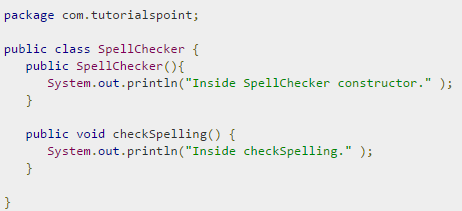 package com.tutorialspoint;

public class SpellChecker {
   public SpellChecker(){
      System.out.println("Inside SpellChecker constructor." );
   }

   public void checkSpelling() {
      System.out.println("Inside checkSpelling." );
   }

}